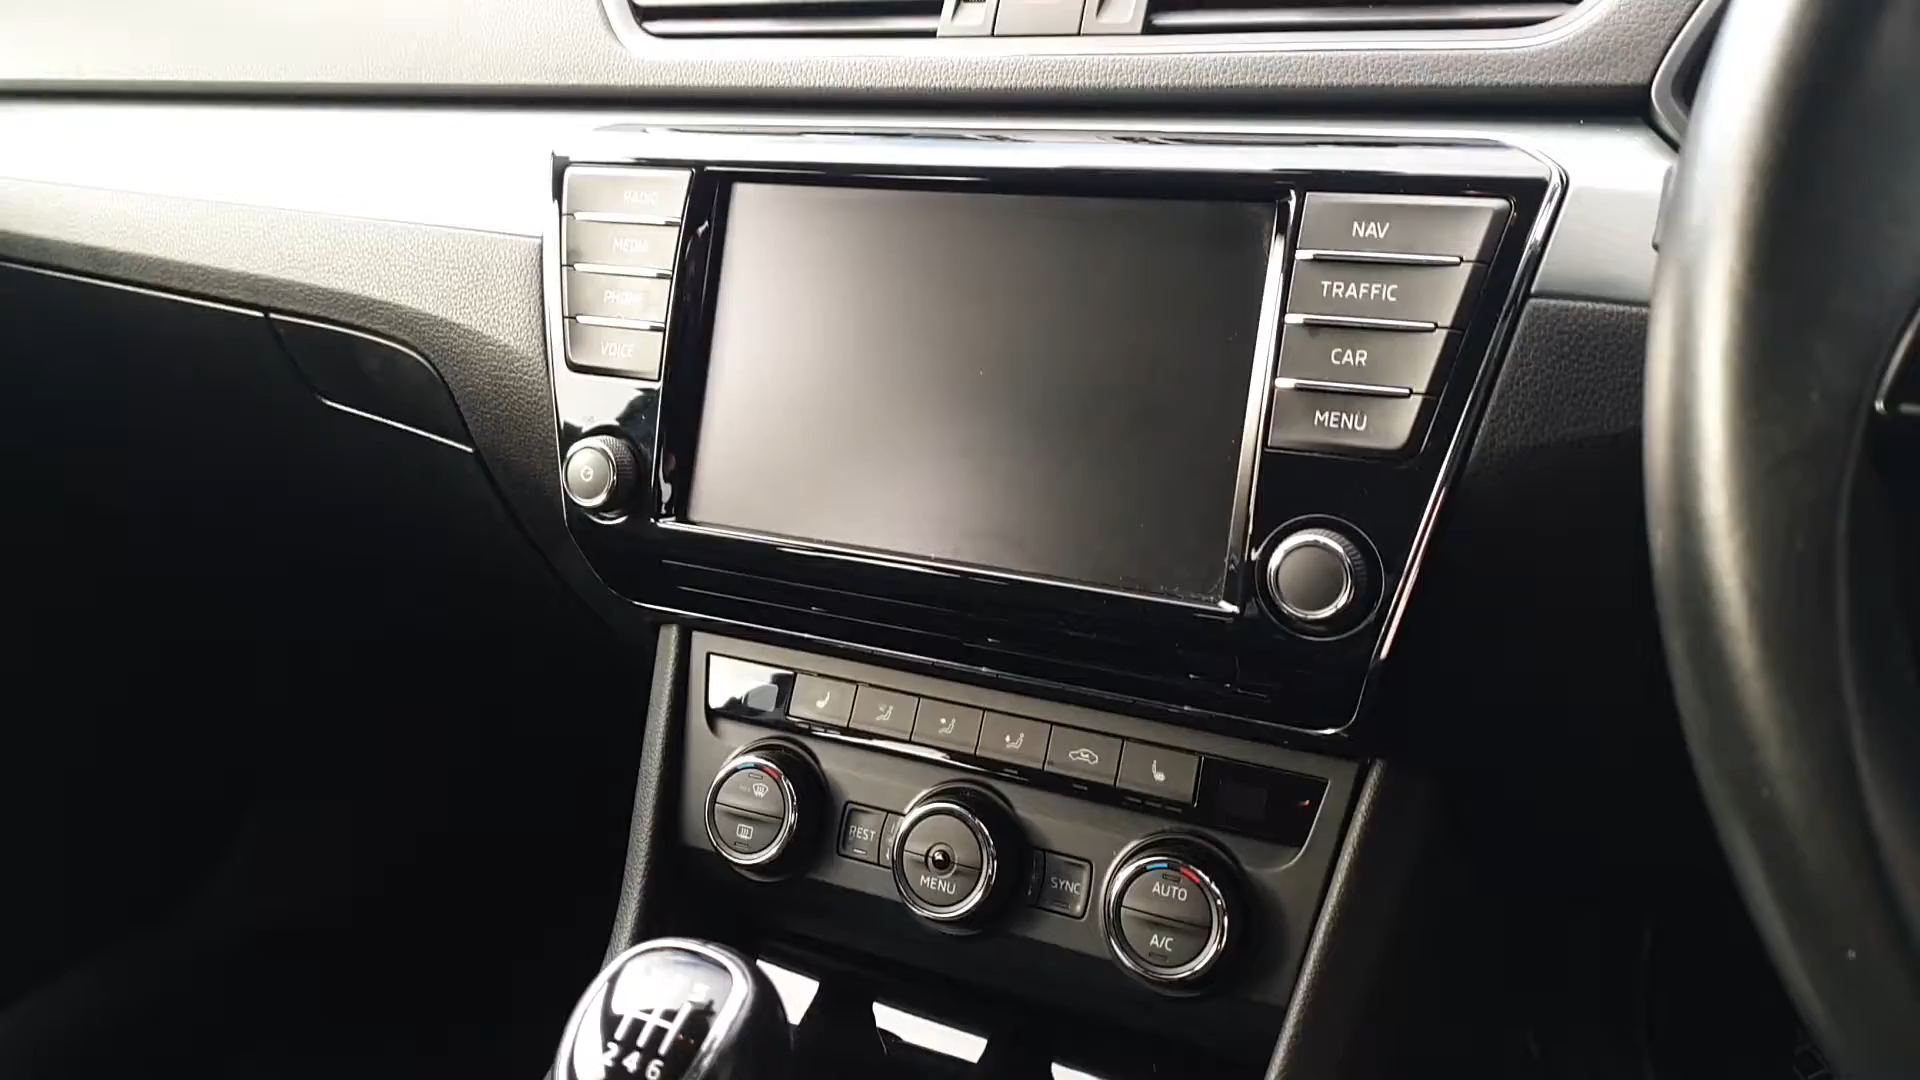 RADIO
MEDIA
PHONE
VOICE
NAV
TRAFFIC
CAR
MENU
REST
MENU
SYNC
AUTO
A/C
2 4 6